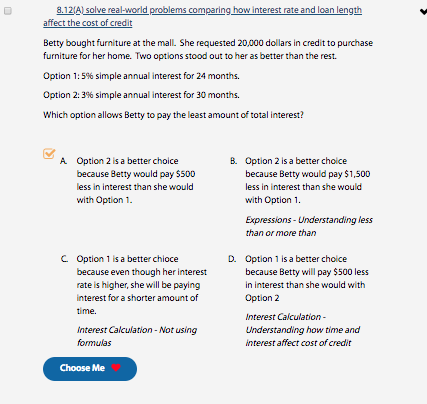 8.12(A) solve real-world problems comparing how interest rate and loan length
affect the cost of credit
Betty bought furniture at the mall. She requested 20,000 dollars in credit to purchase
furniture for her home. Two options stood out to her as better than the rest.
Option 1: 5% simple annual interest for 24 months.
Option 2: 3% simple annual interest for 30 months.
Which option allows Betty to pay the least amount of total interest?
A. Option 2 is a better choice
because Betty would pay $500
less in interest than she would
with Option 1.
B. Option 2 is a better choice
because Betty would pay $1,500
less in interest than she would
with Option 1.
Expressions - Understanding less
than or more than
C. Option 1 is a better chioce
because even though her interest
rate is higher, she will be paying
interest for a shorter amount of
time.
Interest Calculation - Not using
formulas
D. Option 1 is a better choice
because Betty will pay $500 less
in interest than she would with
Option 2
Interest Calculation -
Understanding how time and
interest affect cost of credit
Choose Me